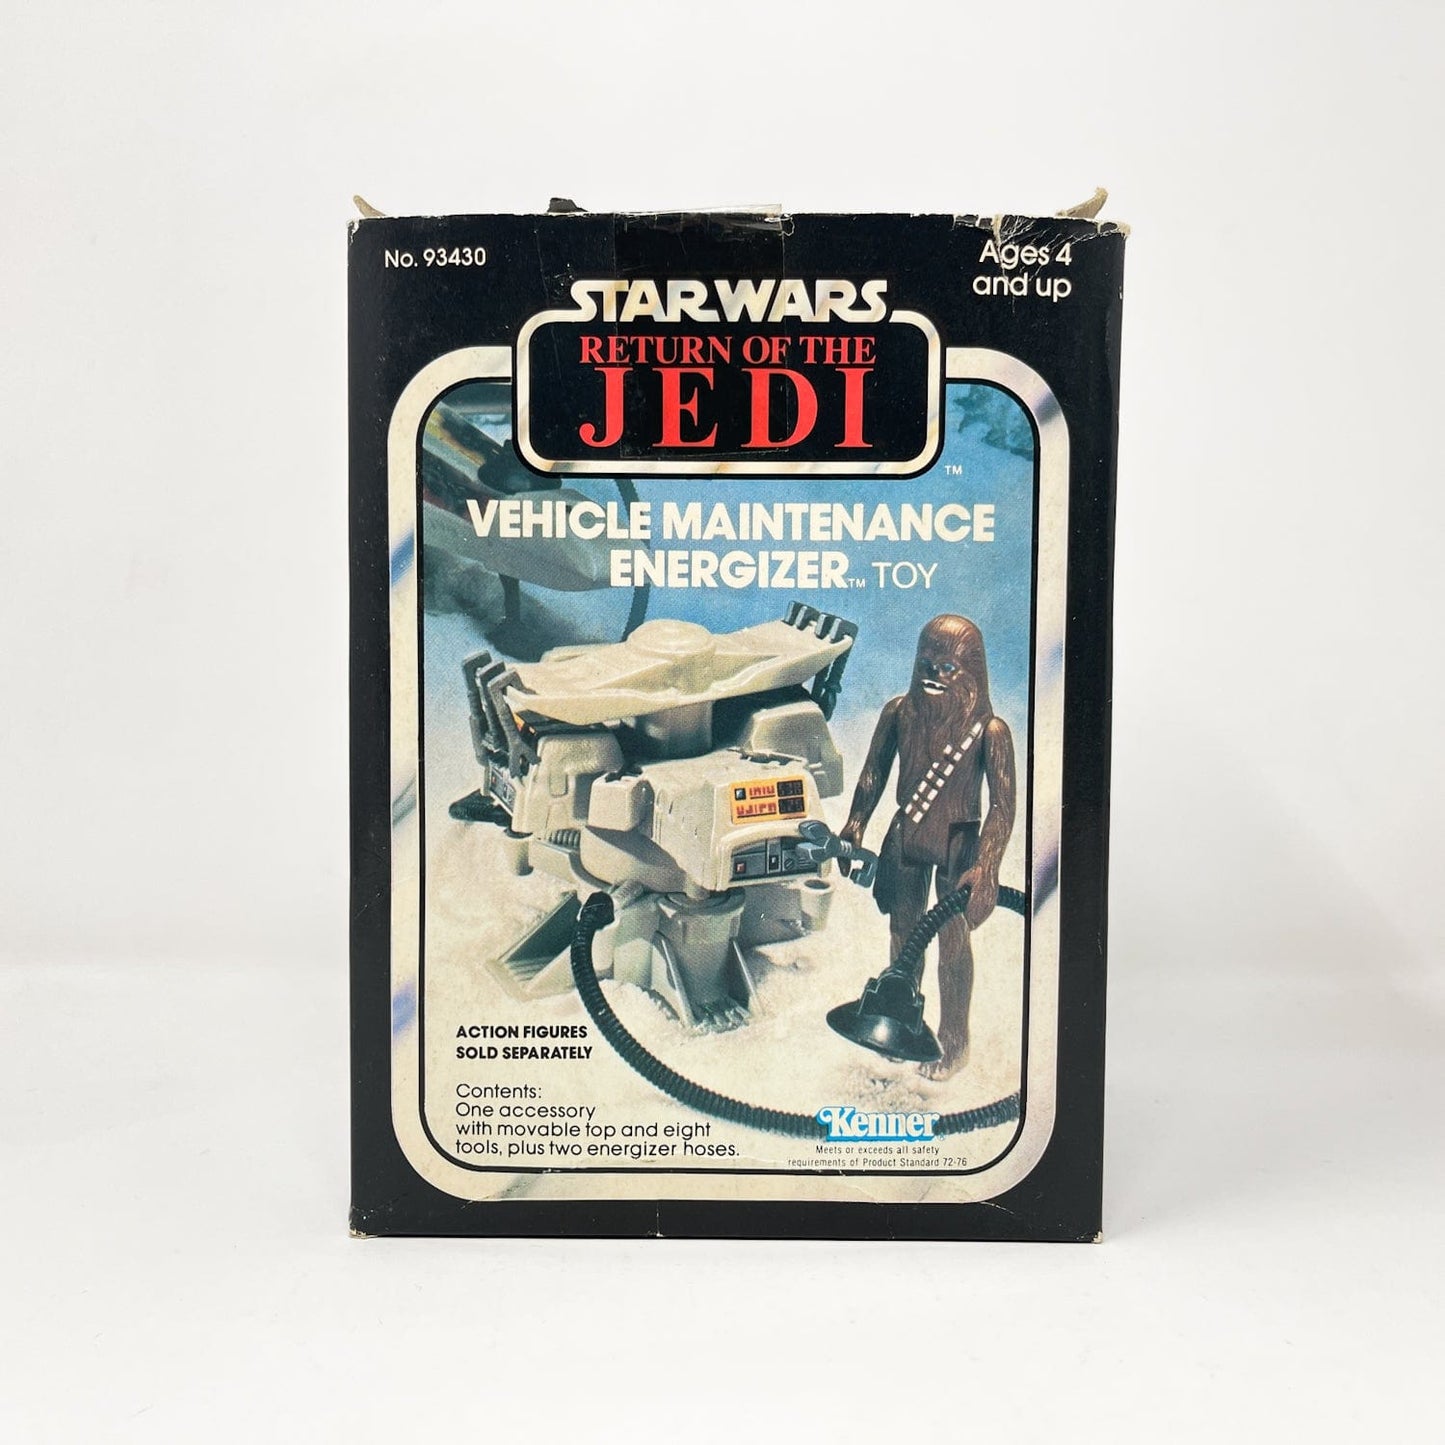 No. 93430
Ages 4
and up
STAR WARS
RETURN OF THE
JEDI
TM
VEHICLE MAINTENANCE
ENERGIZER™ TOY
ACTION FIGURES
SOLD SEPARATELY
Contents:
One accessory
with movable top and eight
tools, plus two energizer hoses.
Kenner
Meets or exceeds all safety
requirements of Product Standard 72-76